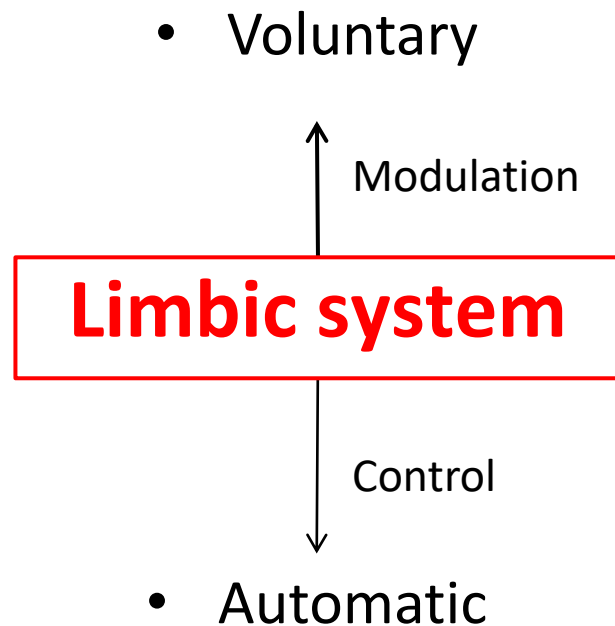 • Voluntary
Modulation
Limbic system
Control
• Automatic